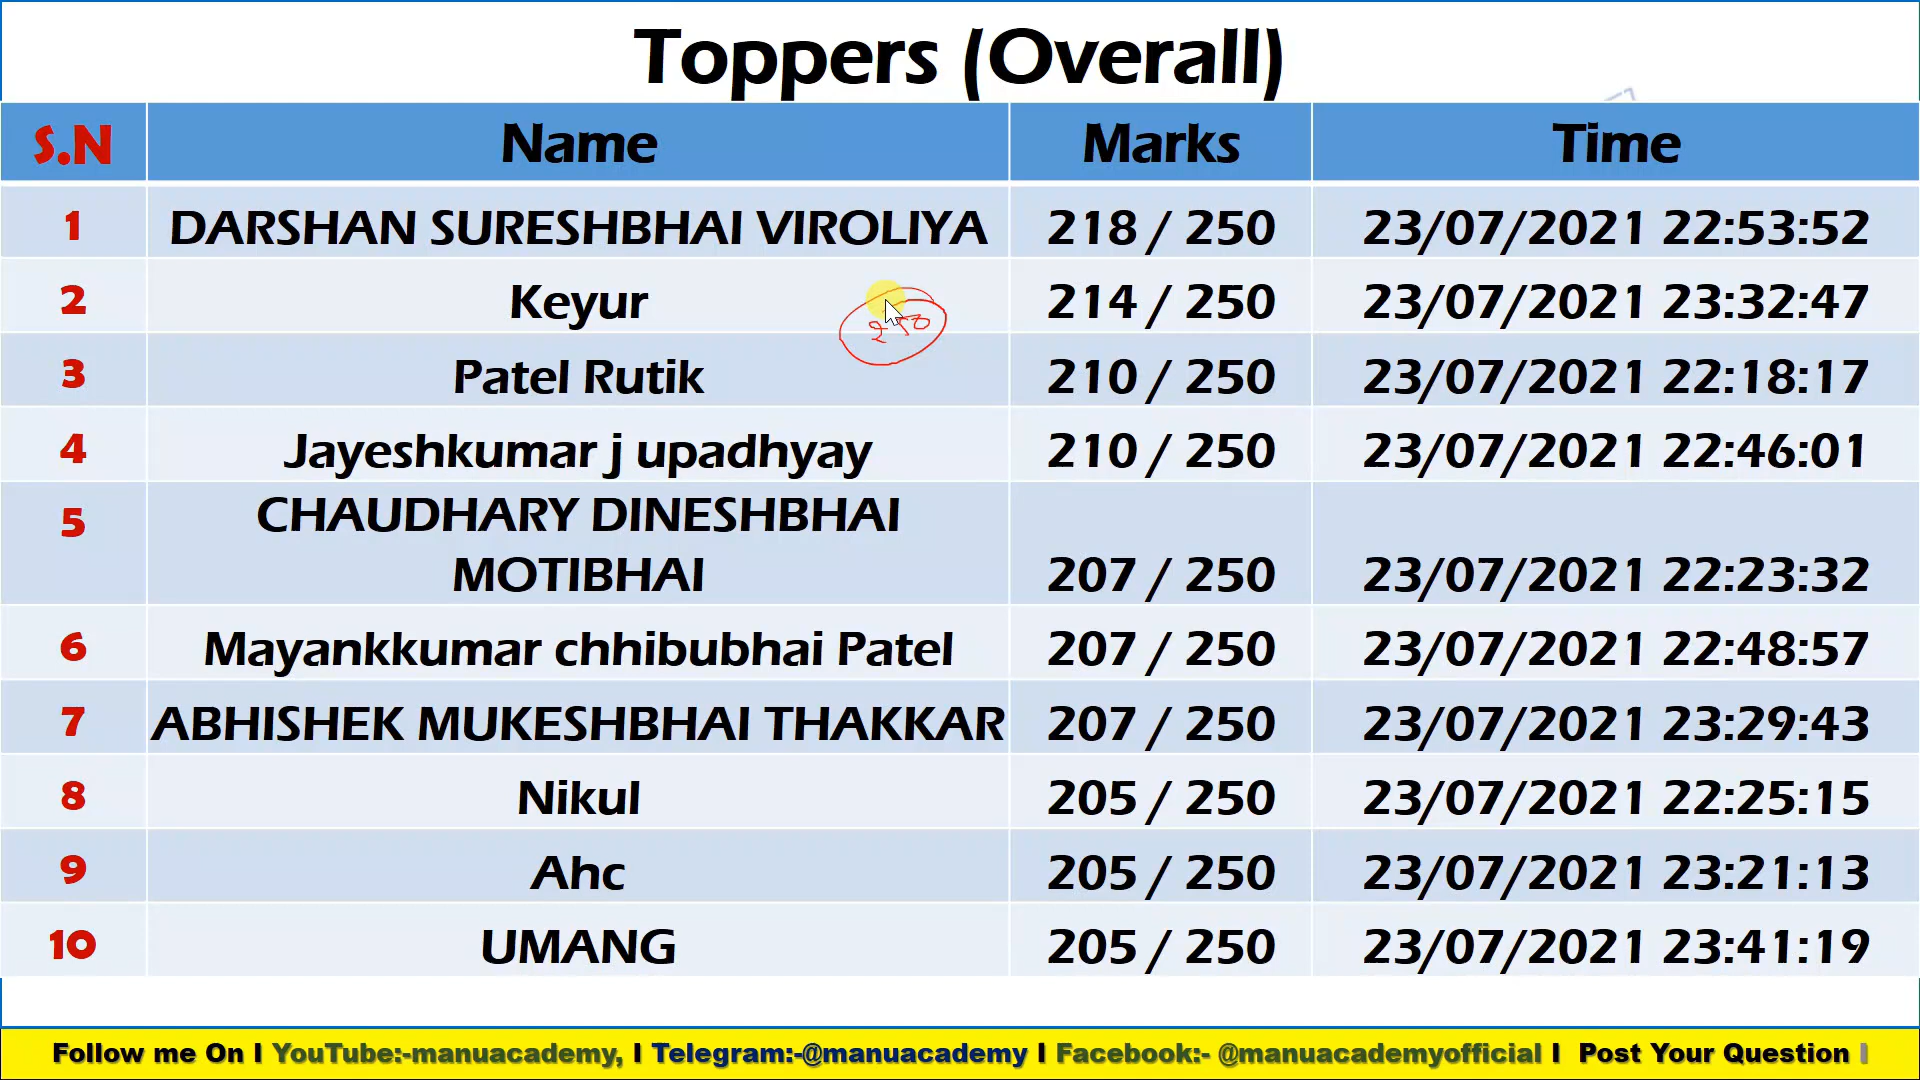 Toppers (Overall)
S.N Name Marks Time
1 DARSHAN SURESHBHAI VIROLIYA 218 / 250 23/07/2021 22:53:52
2 Keyur 214 / 250 23/07/2021 23:32:47
250
3 Patel Rutik 210 / 250 23/07/2021 22:18:17
4 Jayeshkumar j upadhyay 210 / 250 23/07/2021 22:46:01
5 CHAUDHARY DINESHBHAI
MOTIBHAI 207 / 250 23/07/2021 22:23:32
6 Mayankkumar chhibubhai Patel 207 / 250 23/07/2021 22:48:57
7 ABHISHEK MUKESHBHAI THAKKAR 207 / 250 23/07/2021 23:29:43
8 Nikul 205 / 250 23/07/2021 22:25:15
9 Ahc 205 / 250 23/07/2021 23:21:13
10 UMANG 205 / 250 23/07/2021 23:41:19
Follow me On I YouTube:-manuacademy, I Telegram:-@manuacademy I Facebook:- @manuacademyofficial I Post Your Question I